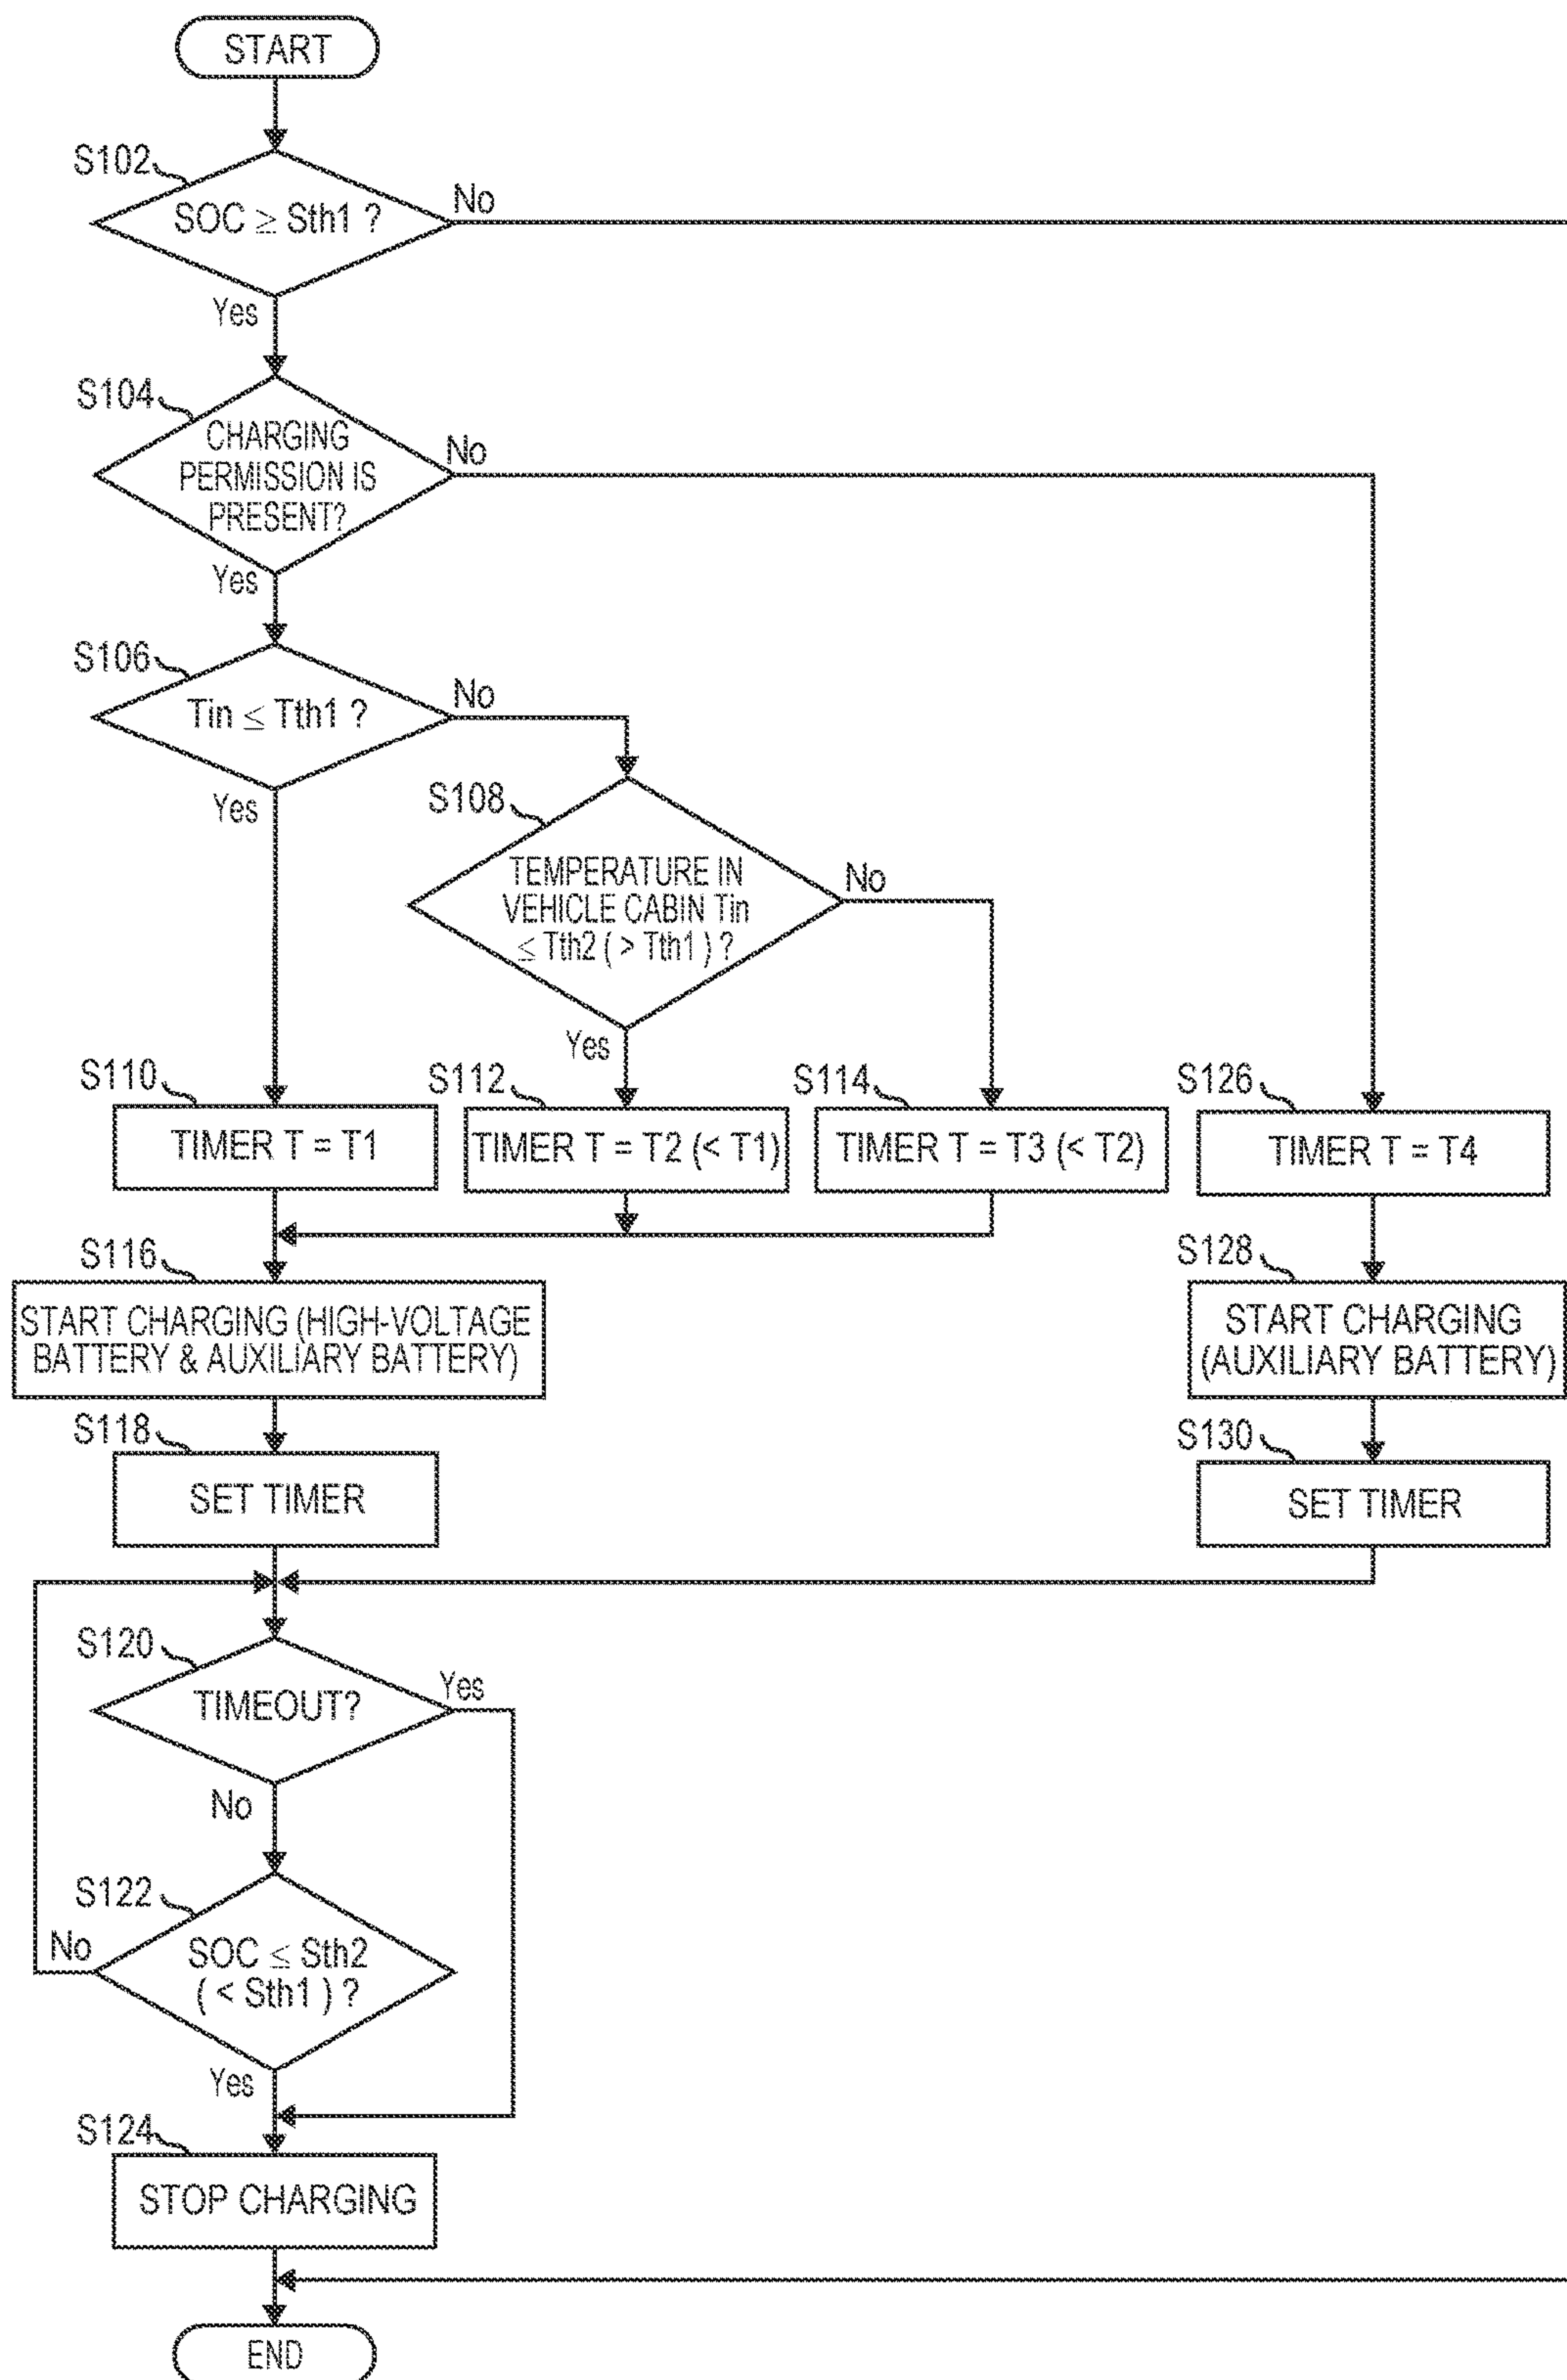 START
S102
SOC ≥ Sth1 ?
No
Yes
S104
CHARGING
PERMISSION IS
PRESENT?
No
Yes
S106
Tin ≤ Tth1 ?
No
Yes
S108
TEMPERATURE IN
VEHICLE CABIN Tin
≤ Tth2 ( > Tth1 ) ?
No
Yes
S110
TIMER T = T1
S112
TIMER T = T2 (< T1)
S114
TIMER T = T3 (< T2)
S126
TIMER T = T4
S116
START CHARGING (HIGH-VOLTAGE
BATTERY & AUXILIARY BATTERY)
S128
START CHARGING
(AUXILIARY BATTERY)
S118
SET TIMER
S130
SET TIMER
S120
TIMEOUT?
Yes
No
S122
SOC ≤ Sth2
( < Sth1 ) ?
No
Yes
S124
STOP CHARGING
END